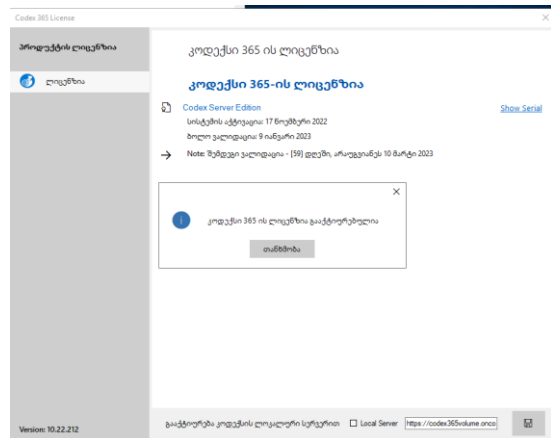 Codex 365 License
პროდუქტის ლიცენზია
ლიცენზია
კოდექსი 365 ის ლიცენზია
კოდექსი 365-ის ლიცენზია
Codex Server Edition
Show Serial
სისტემის აქტივაცია: 17 ნოემბერი 2022
ბოლო ვალიდაცია: 9 იანვარი 2023
Note: შემდეგი ვალიდაცია - [59] დღეში, არაუგვიანეს 10 მარტი 2023
კოდექსი 365 ის ლიცენზია გააქტიურებულია
თანხმობა
Version: 10.22.212
გააქტიურება კოდექსის ლოკალური სერვერით
Local Server
https://codex365volume.onco